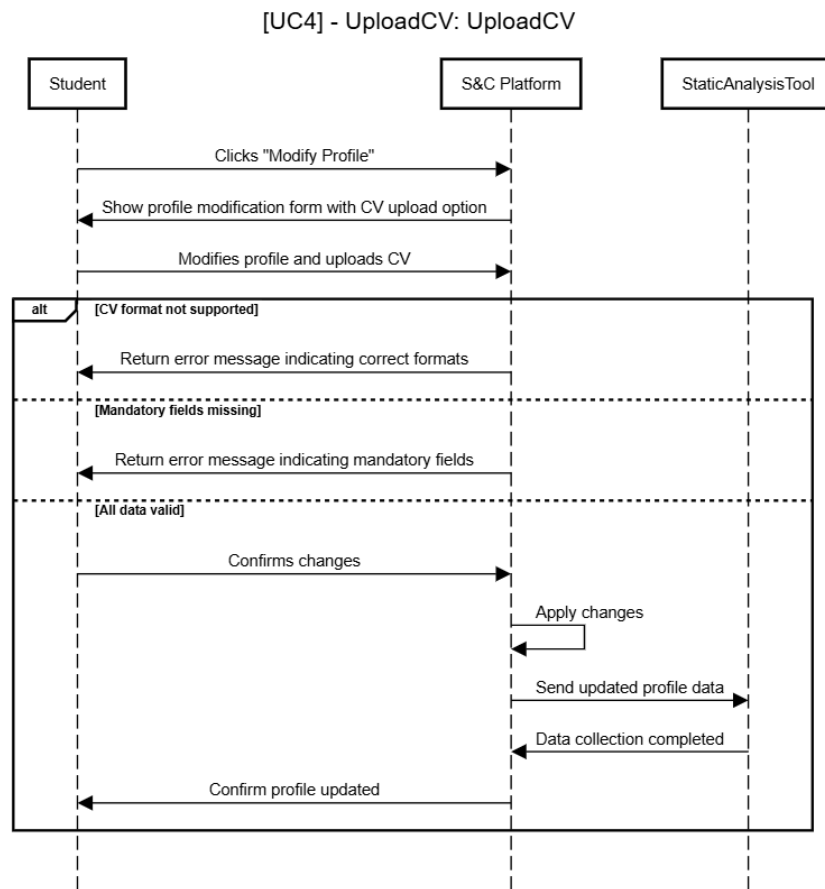 [UC4] - UploadCV: UploadCV
Student
S&C Platform
StaticAnalysisTool
Clicks "Modify Profile"
Show profile modification form with CV upload option
Modifies profile and uploads CV
alt
[CV format not supported]
Return error message indicating correct formats
[Mandatory fields missing]
Return error message indicating mandatory fields
[All data valid]
Confirms changes
Apply changes
Send updated profile data
Data collection completed
Confirm profile updated